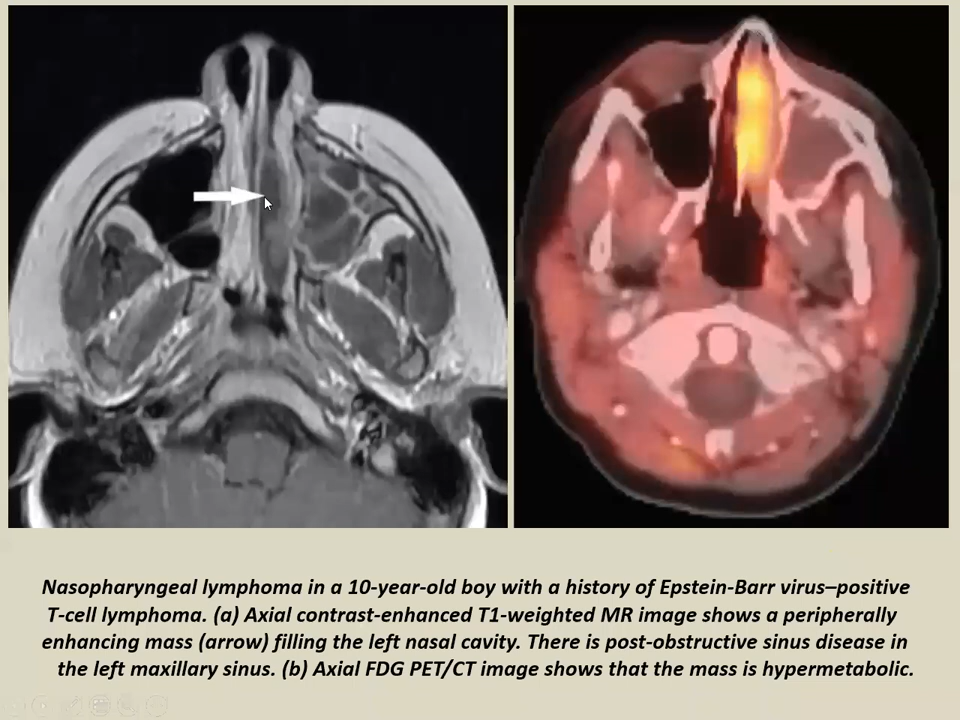 Nasopharyngeal lymphoma in a 10-year-old boy with a history of Epstein-Barr virus–positive
T-cell lymphoma. (a) Axial contrast-enhanced T1-weighted MR image shows a peripherally
enhancing mass (arrow) filling the left nasal cavity. There is post-obstructive sinus disease in
the left maxillary sinus. (b) Axial FDG PET/CT image shows that the mass is hypermetabolic.